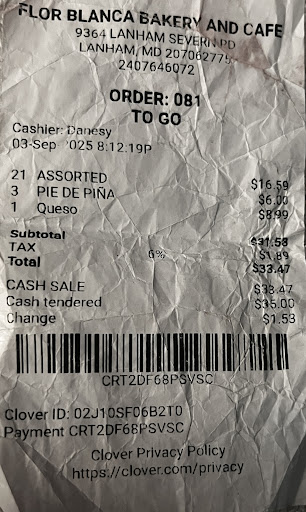 FLOR BLANCA BAKERY AND CAFE
9364 LANHAM SEVERN RD
LANHAM, MD 207062775
2407646072
ORDER: 081
TO GO
Cashier: Danesy
03-Sep-2025 8:12:19P
21 ASSORTED $16.59
3 PIE DE PIÑA $6.00
1 Queso $8.99
Subtotal $31.58
TAX 6% $1.89
Total $33.47
CASH SALE $33.47
Cash tendered $35.00
Change $1.53
CRT2DF68PSVSC
Clover ID: 02J10SF06B2T0
Payment CRT2DF68PSVSC
Clover Privacy Policy
https://clover.com/privacy